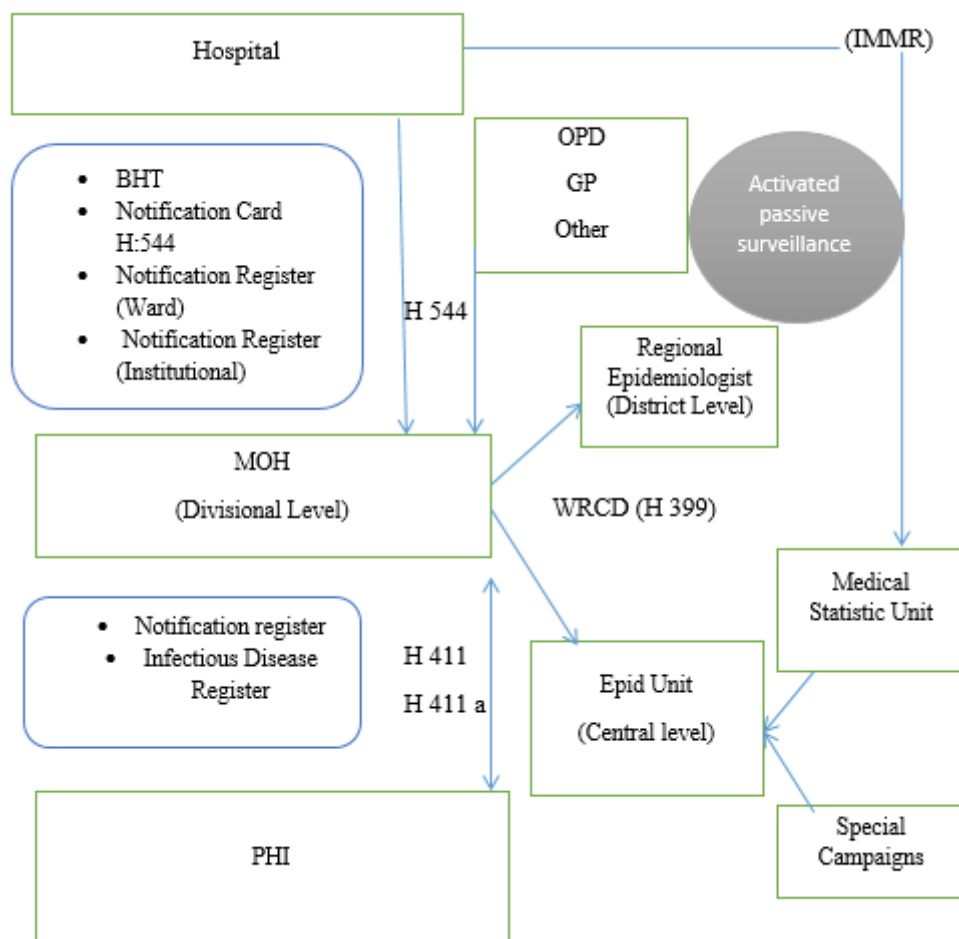 Hospital
(IMMR)
OPD
GP
Other
Activated
passive
surveillance
• BHT
• Notification Card
H:544
• Notification Register
(Ward)
• Notification Register
(Institutional)
H 544
Regional
Epidemiologist
(District Level)
MOH
(Divisional Level)
WRCD (H 399)
Medical
Statistic Unit
• Notification register
• Infectious Disease
Register
H 411
H 411 a
Epid Unit
(Central level)
PHI
Special
Campaigns